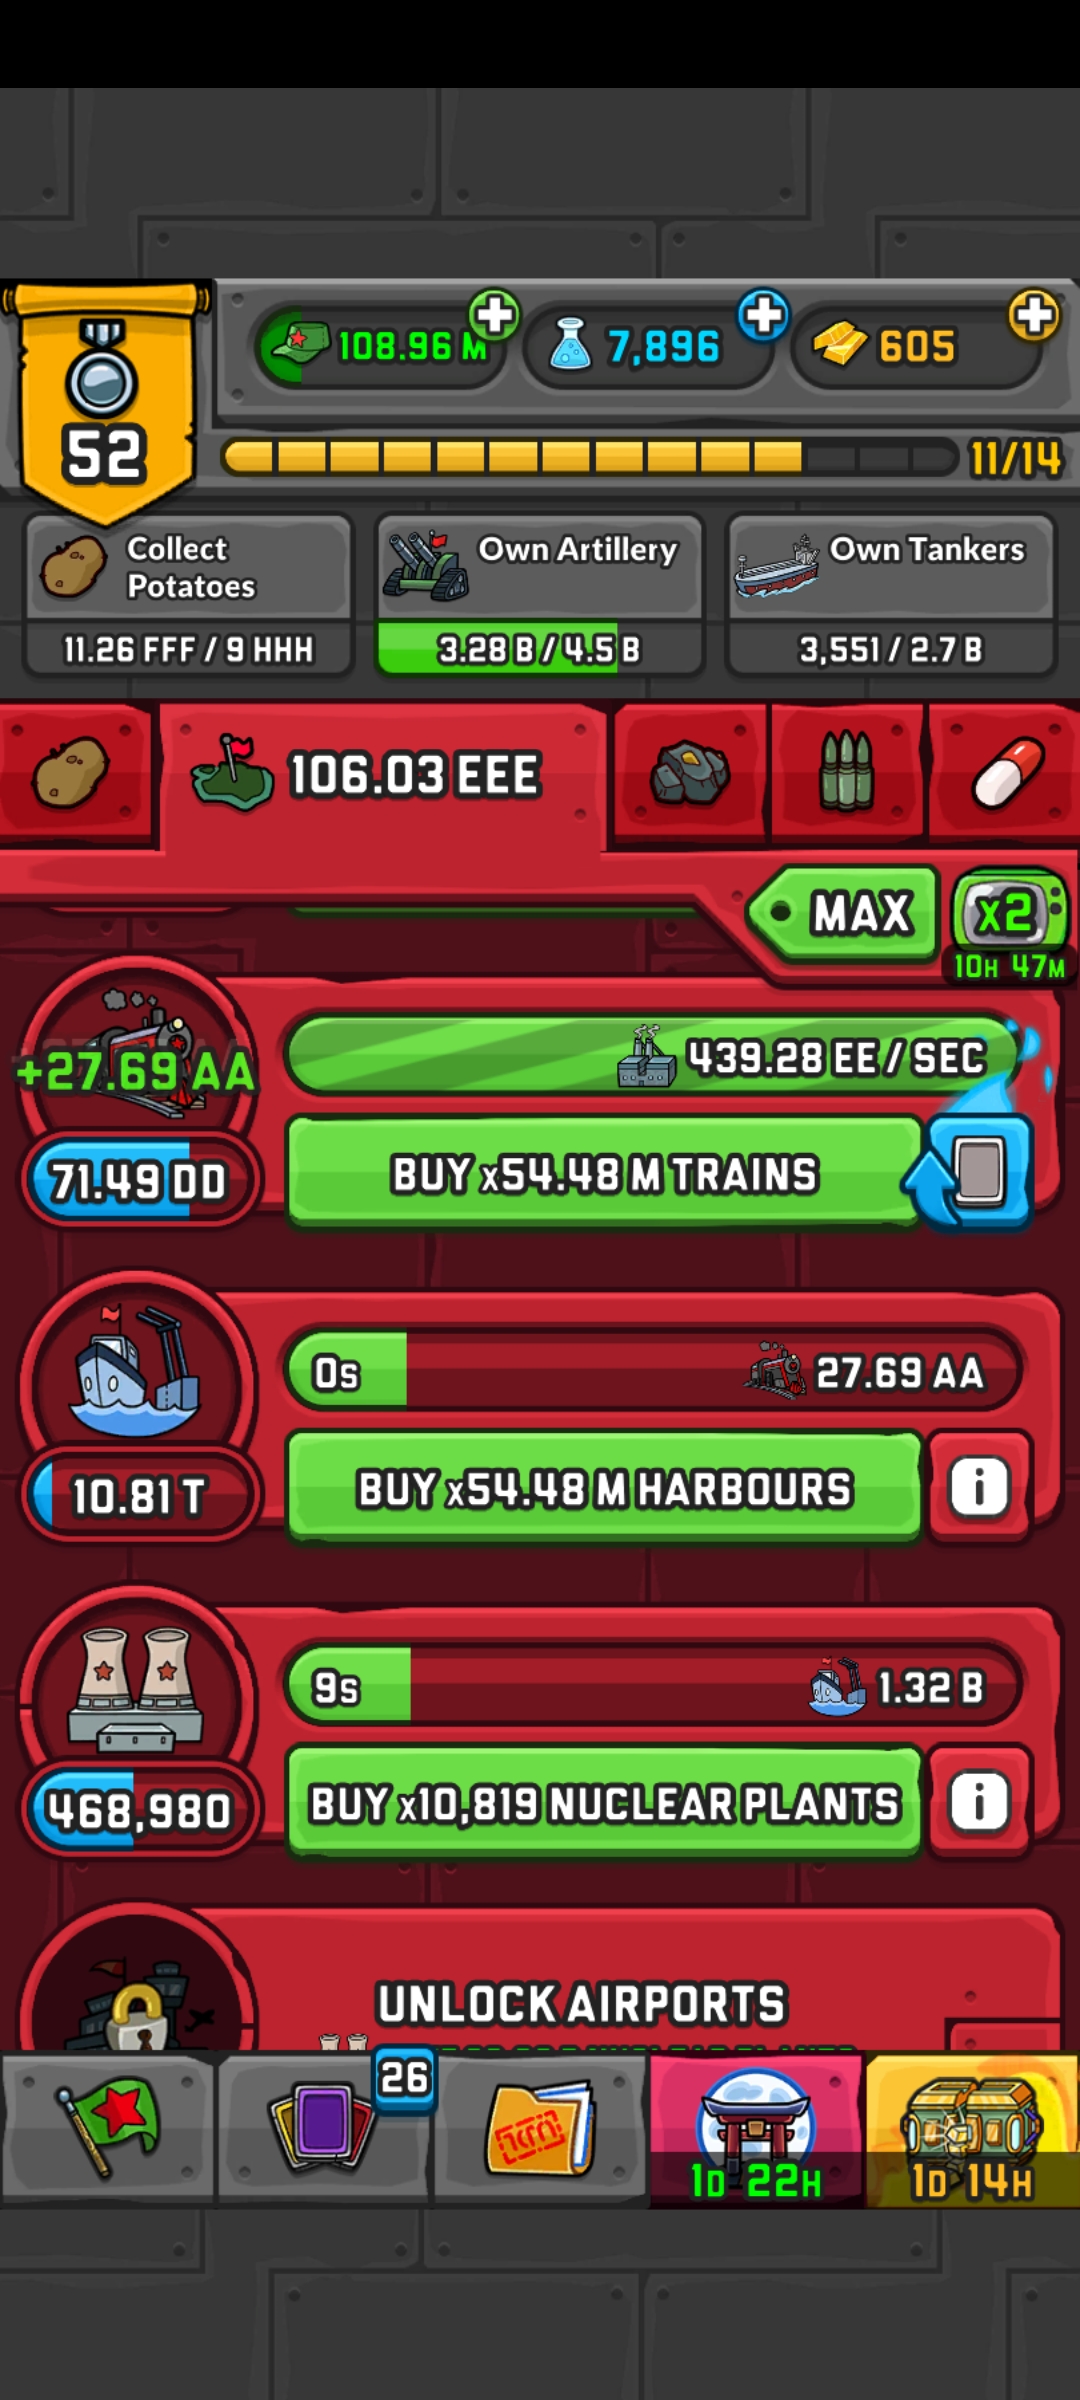 108.96 M
7,896
605
52
11/14
Collect
Potatoes
11.26 FFF / 9 HHH
Own Artillery
3.28 B / 4.5 B
Own Tankers
3,551 / 2.7 B
106.03 EEE
MAX
x2
10H 47M
+27.69 AA
439.28 EE / SEC
71.49 DD
BUY x54.48 M TRAINS
0s
27.69 AA
10.81 T
BUY x54.48 M HARBOURS
9s
1.32 B
468,980
BUY x10,819 NUCLEAR PLANTS
UNLOCK AIRPORTS
26
1D 22H
1D 14H